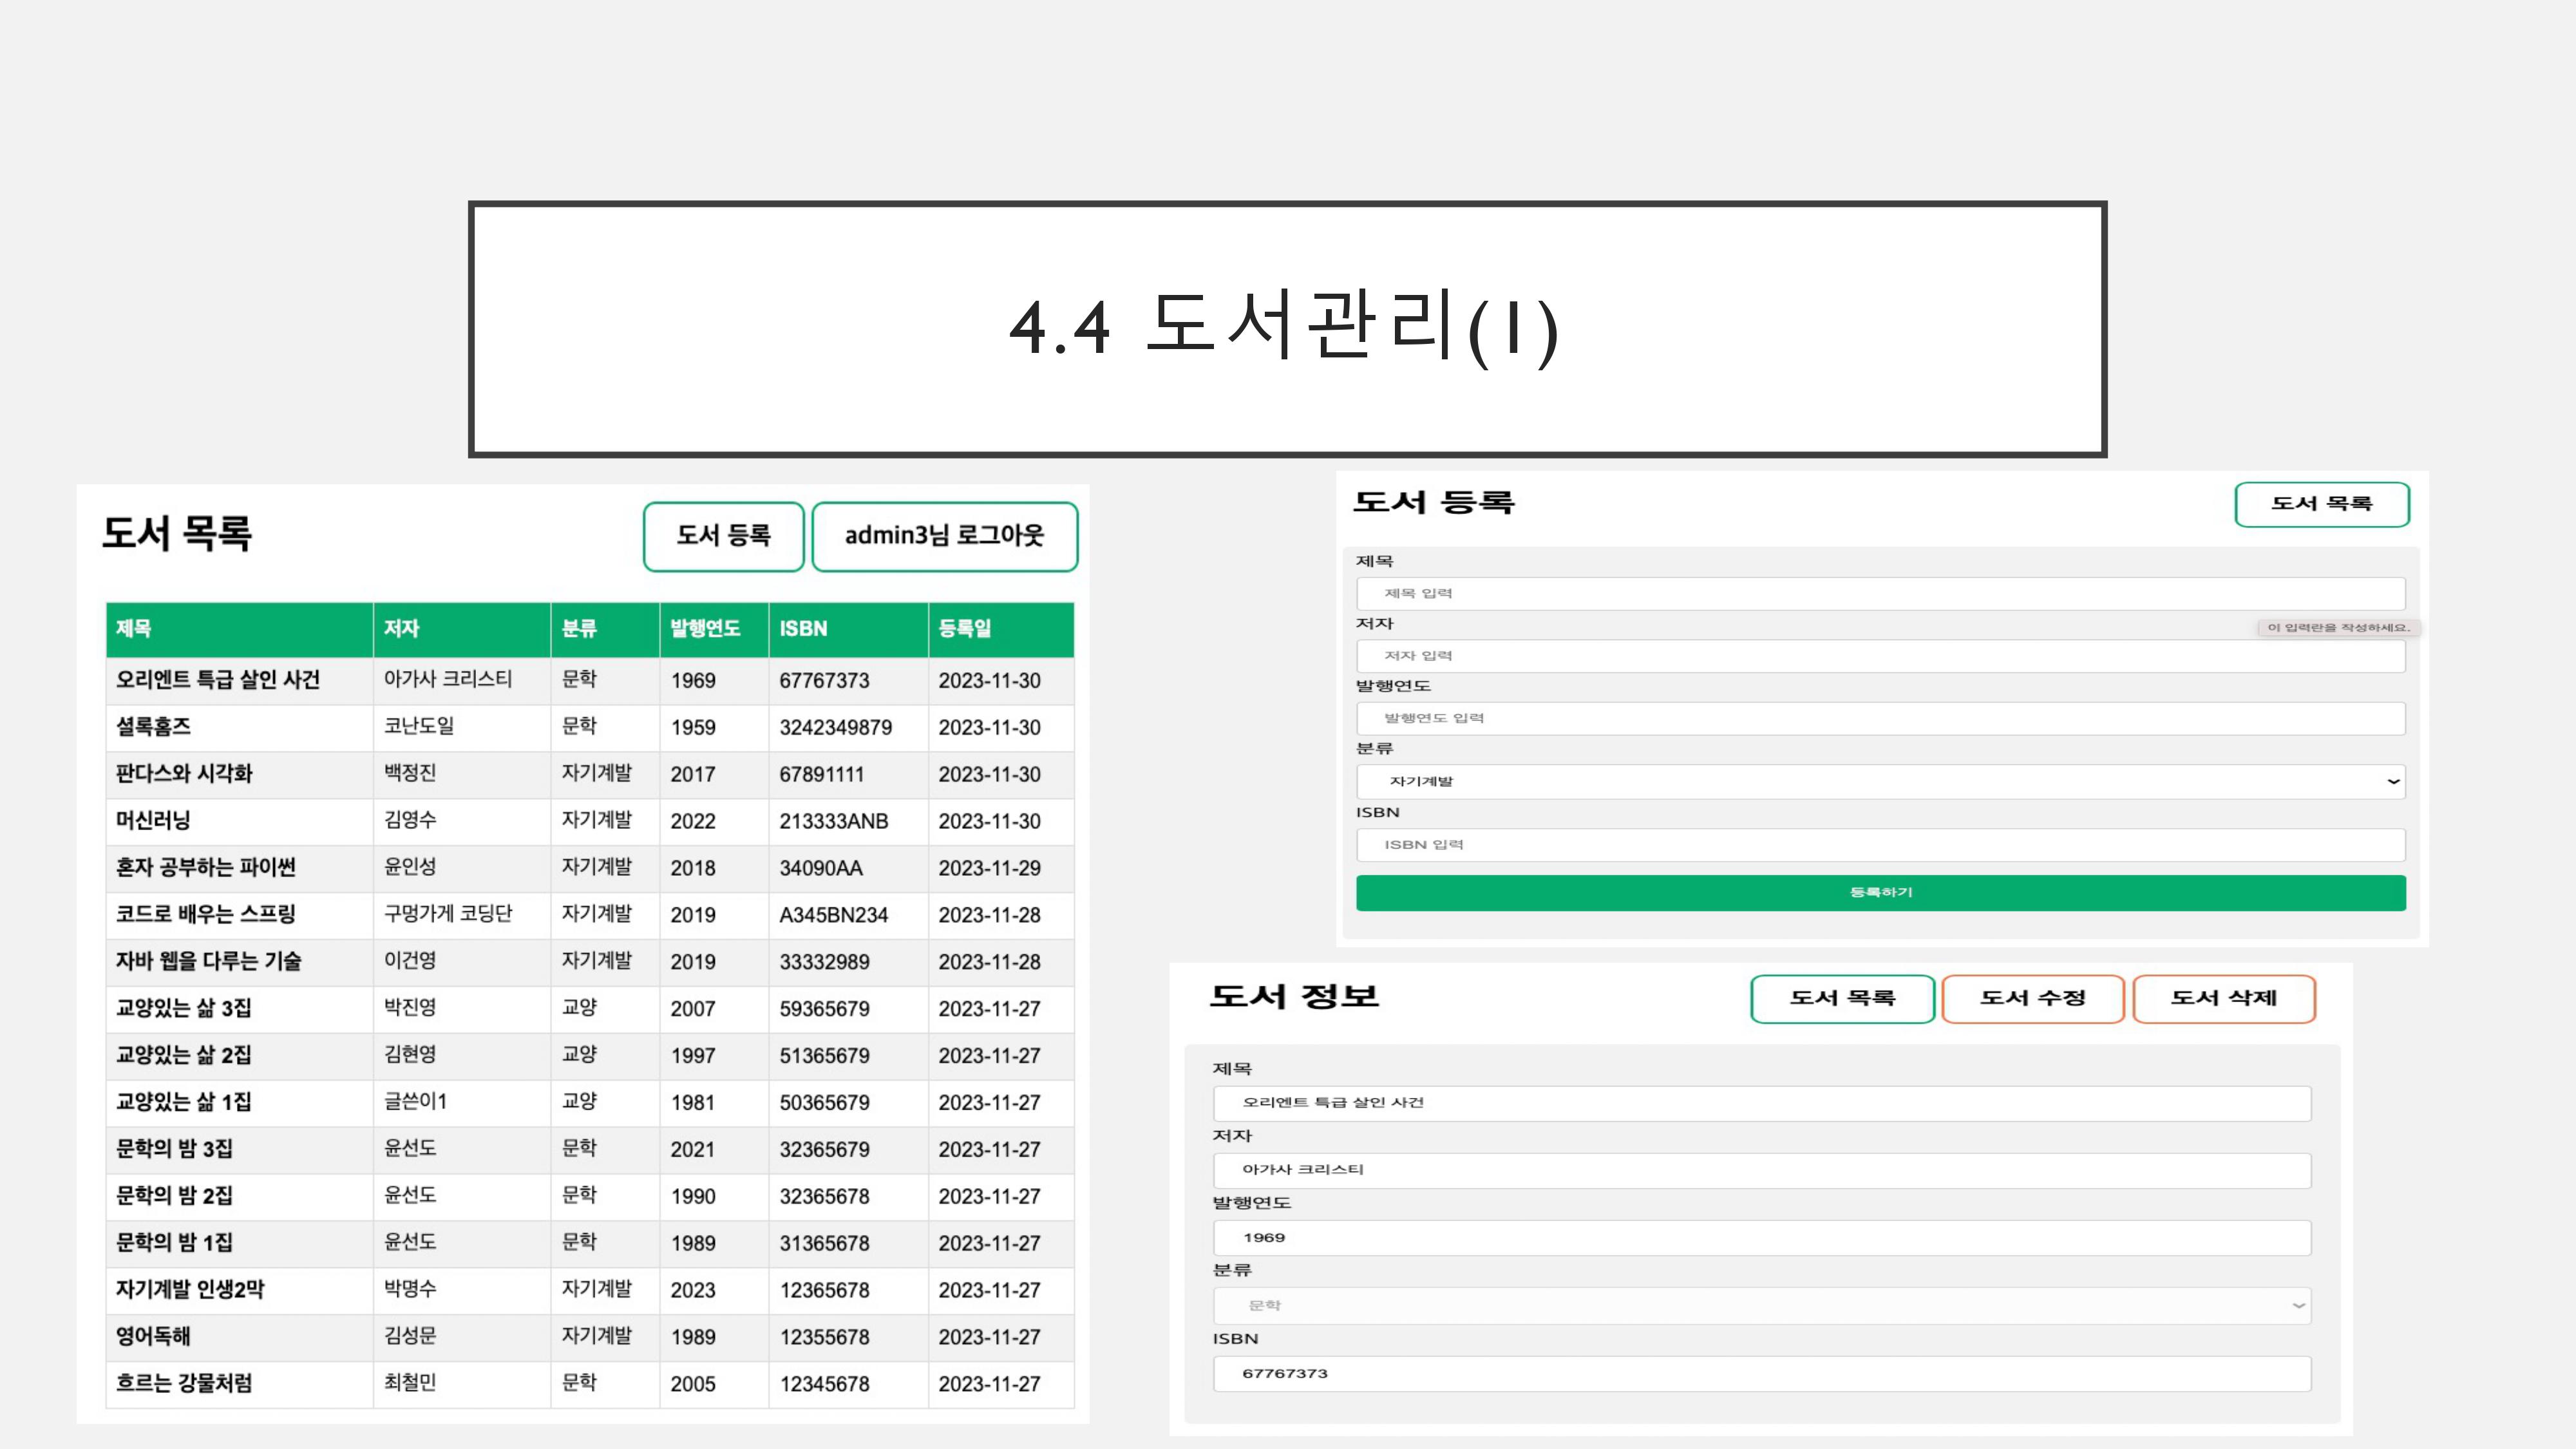 4.4 도서관리(1)
도서 목록
도서 등록 admin3님 로그아웃
제목 저자 분류 발행연도 ISBN 등록일
오리엔트 특급 살인 사건 아가사 크리스티 문학 1969 67767373 2023-11-30
셜록홈즈 코난도일 문학 1959 3242349879 2023-11-30
판다스와 시각화 백정진 자기계발 2017 67891111 2023-11-30
머신러닝 김영수 자기계발 2022 213333ANB 2023-11-30
혼자 공부하는 파이썬 윤인성 자기계발 2018 34090AA 2023-11-29
코드로 배우는 스프링 구멍가게 코딩단 자기계발 2019 A345BN234 2023-11-28
자바 웹을 다루는 기술 이건영 자기계발 2019 33332989 2023-11-28
교양있는 삶 3집 박진영 교양 2007 59365679 2023-11-27
교양있는 삶 2집 김현영 교양 1997 51365679 2023-11-27
교양있는 삶 1집 글쓴이1 교양 1981 50365679 2023-11-27
문학의 밤 3집 윤선도 문학 2021 32365679 2023-11-27
문학의 밤 2집 윤선도 문학 1990 32365678 2023-11-27
문학의 밤 1집 윤선도 문학 1989 31365678 2023-11-27
자기계발 인생2막 박명수 자기계발 2023 12365678 2023-11-27
영어독해 김성문 자기계발 1989 12355678 2023-11-27
흐르는 강물처럼 최철민 문학 2005 12345678 2023-11-27
도서 등록
도서 목록
제목
제목 입력
저자
이 입력란을 작성하세요.
저자 입력
발행연도
발행연도 입력
분류
자기계발
ISBN
ISBN 입력
등록하기
도서 정보
도서 목록 도서 수정 도서 삭제
제목
오리엔트 특급 살인 사건
저자
아가사 크리스티
발행연도
1969
분류
문학
ISBN
67767373